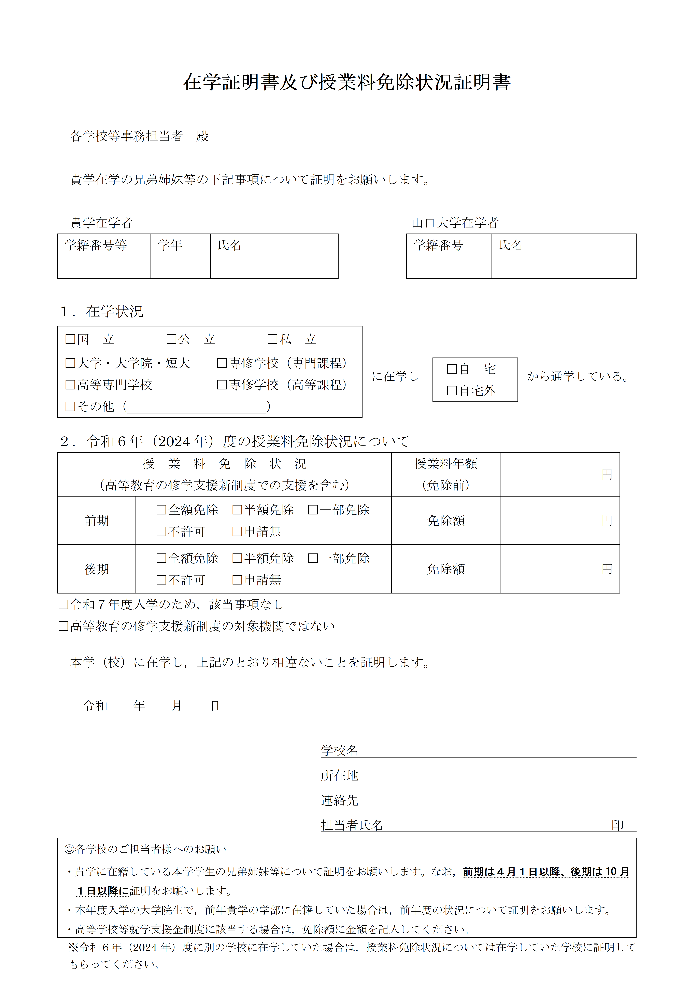 在学証明書及び授業料免除状況証明書
各学校等事務担当者　殿
貴学在学の兄弟姉妹等の下記事項について証明をお願いします。
貴学在学者
学籍番号等　学年　氏名
山口大学在学者
学籍番号　氏名
１．在学状況
□国　立　　□公　立　　□私　立
□大学・大学院・短大　　□専修学校（専門課程）
□高等専門学校　　□専修学校（高等課程）
□その他（　　　　　　　　　　　）
に在学し
□自　宅
□自宅外
から通学している。
２．令和６年（2024 年）度の授業料免除状況について
授　業　料　免　除　状　況
（高等教育の修学支援新制度での支援を含む）
授業料年額
（免除前）
円
前期
□全額免除　□半額免除　□一部免除
□不許可　　□申請無
免除額
円
後期
□全額免除　□半額免除　□一部免除
□不許可　　□申請無
免除額
円
□令和７年度入学のため，該当事項なし
□高等教育の修学支援新制度の対象機関ではない
本学（校）に在学し，上記のとおり相違ないことを証明します。
令和　　年　　月　　日
学校名
所在地
連絡先
担当者氏名　　印
◎各学校のご担当者様へのお願い
・貴学に在籍している本学学生の兄弟姉妹等について証明をお願いします。なお，前期は４月１日以降、後期は 10 月
１日以降に証明をお願いします。
・本年度入学の大学院生で，前年貴学の学部に在籍していた場合は，前年度の状況について証明をお願いします。
・高等学校等就学支援金制度に該当する場合は，免除額に金額を記入してください。
※令和６年（2024 年）度に別の学校に在学していた場合は，授業料免除状況については在学していた学校に証明して
もらってください。